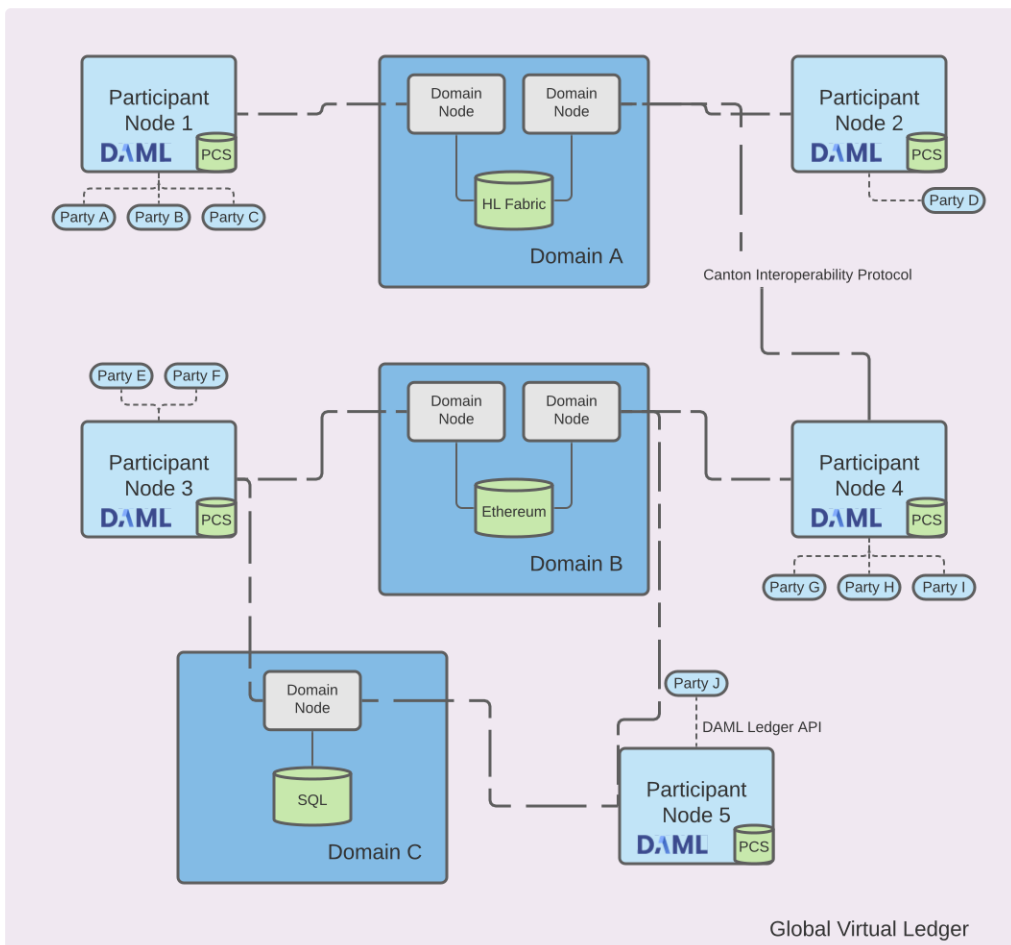 Participant
Node 1
DAML
PCS
Party A
Party B
Party C
Domain
Node
Domain
Node
HL Fabric
Domain A
Participant
Node 2
DAML
PCS
Party D
Canton Interoperability Protocol
Party E
Party F
Participant
Node 3
DAML
PCS
Domain
Node
Domain
Node
Ethereum
Domain B
Participant
Node 4
DAML
PCS
Party G
Party H
Party I
Domain
Node
SQL
Domain C
Party J
DAML Ledger API
Participant
Node 5
DAML
PCS
Global Virtual Ledger